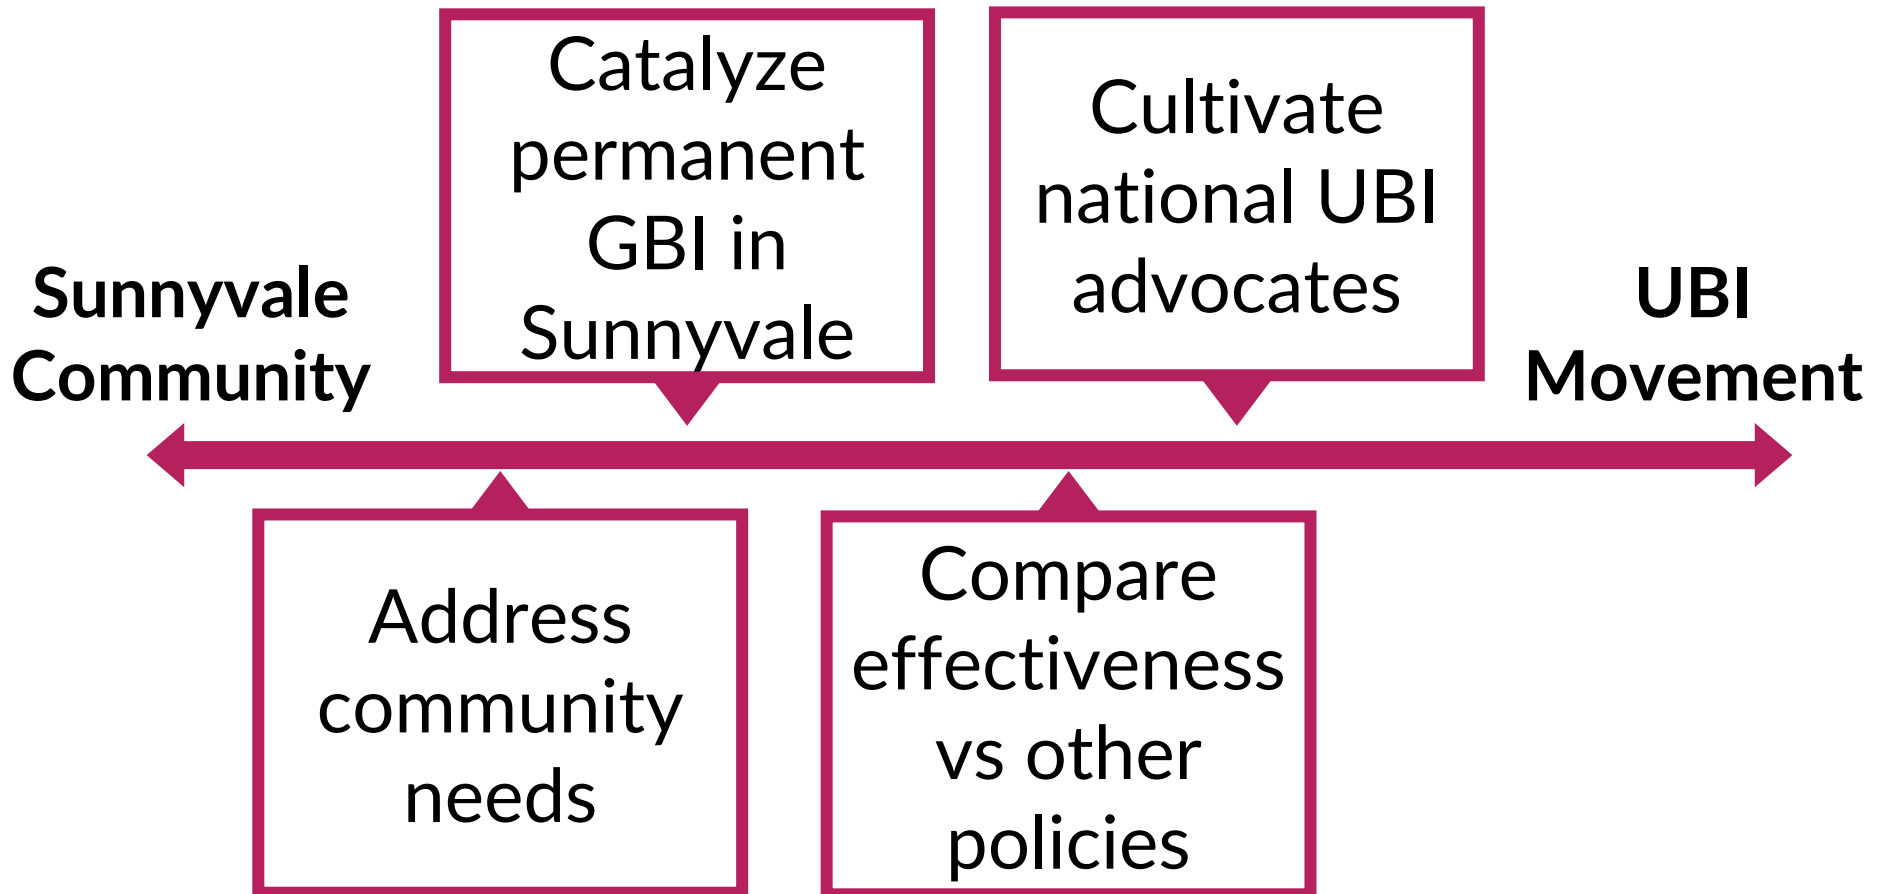 Sunnyvale
Community
Catalyze
permanent
GBI in
Sunnyvale
Cultivate
national UBI
advocates
UBI
Movement
Address
community
needs
Compare
effectiveness
vs other
policies